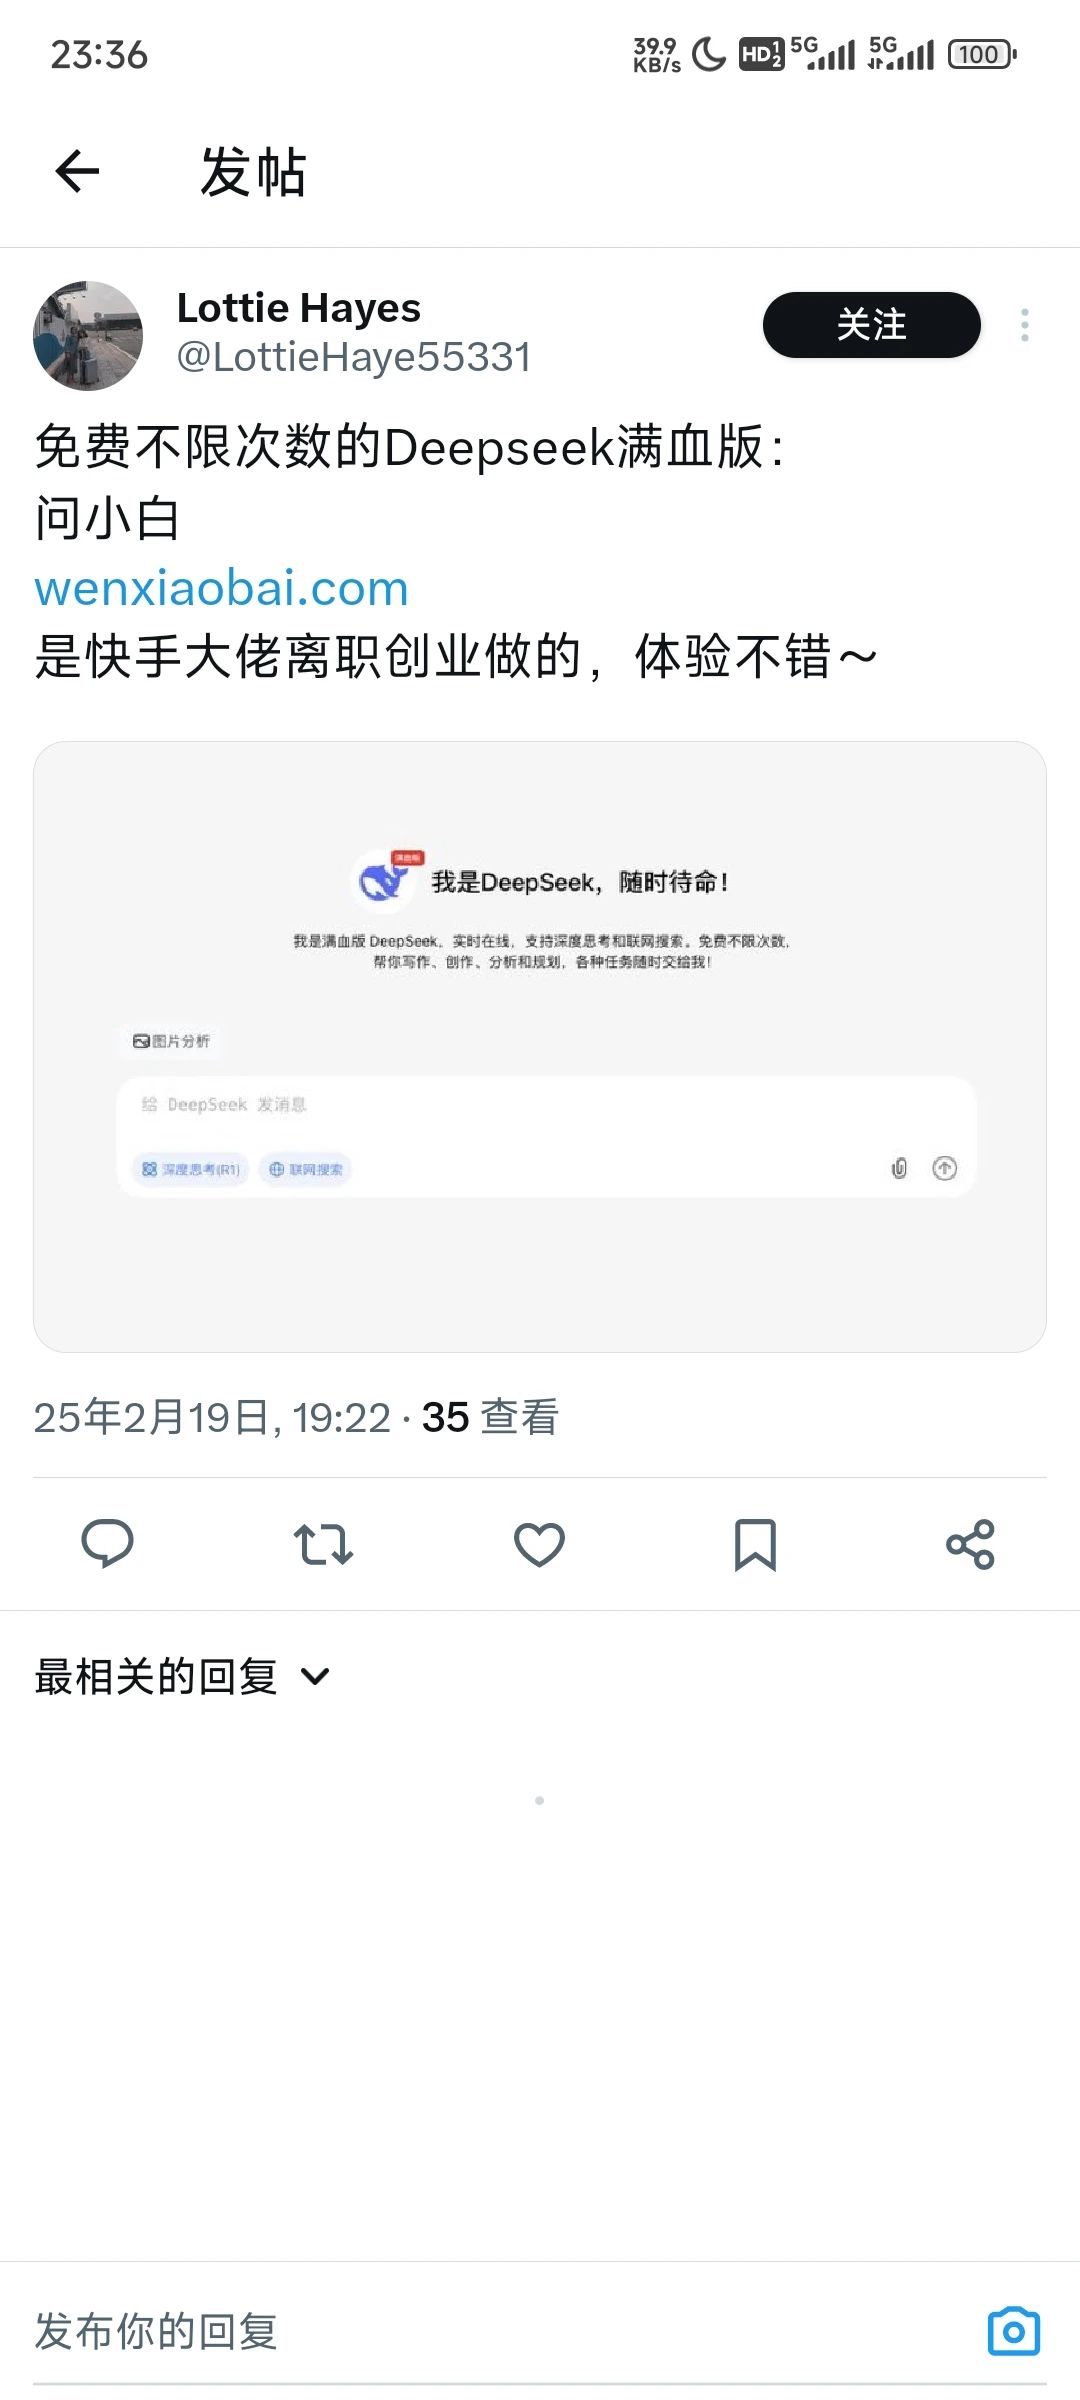 23:36
39.9 KB/s HD 1 2 5G 5G 100
发帖
Lottie Hayes
关注
@LottieHaye55331
免费不限次数的Deepseek满血版：
问小白
wenxiaobai.com
是快手大佬离职创业做的，体验不错～
满血版
我是DeepSeek，随时待命！
我是满血版 DeepSeek，实时在线，支持深度思考和联网搜索。免费不限次数，
帮你写作、创作、分析和规划，各种任务随时交给我！
图片分析
给 DeepSeek 发消息
深度思考(R1) 联网搜索
25年2月19日, 19:22 · 35 查看
最相关的回复
发布你的回复